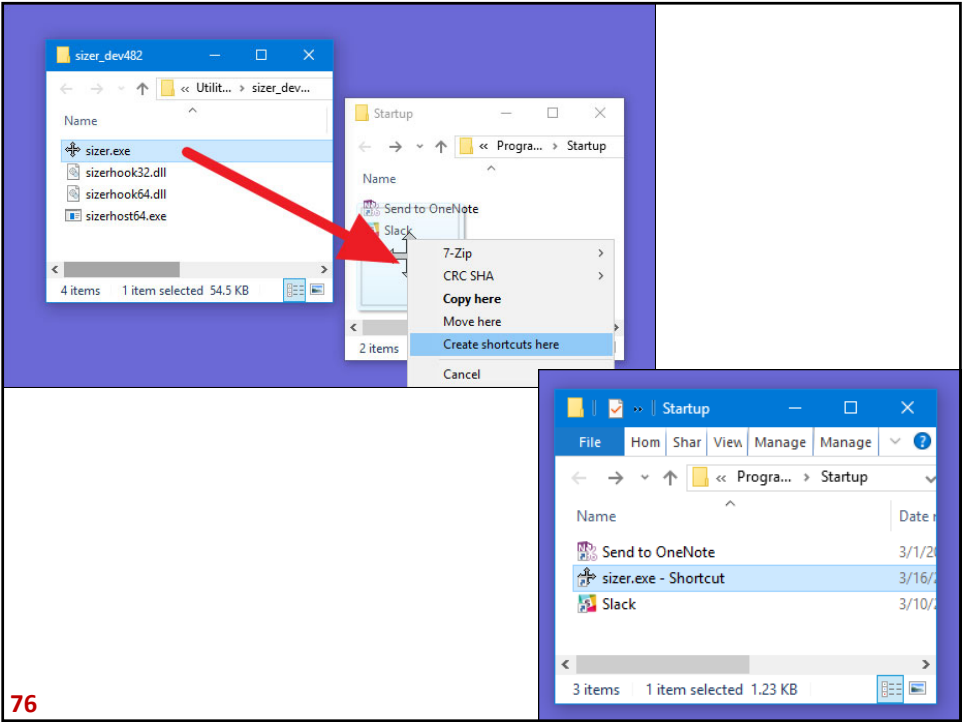 sizer_dev482
« Utilit... › sizer_dev...
Name
sizer.exe
sizerhook32.dll
sizerhook64.dll
sizerhost64.exe
4 items 1 item selected 54.5 KB
Startup
« Progra... › Startup
Name
Send to OneNote
Slack
7-Zip
CRC SHA
Copy here
Move here
Create shortcuts here
Cancel
2 items
Startup
File Hom Shar View Manage Manage
« Progra... › Startup
Name Date
Send to OneNote 3/1/20
sizer.exe - Shortcut 3/16/
Slack 3/10/
3 items 1 item selected 1.23 KB
76